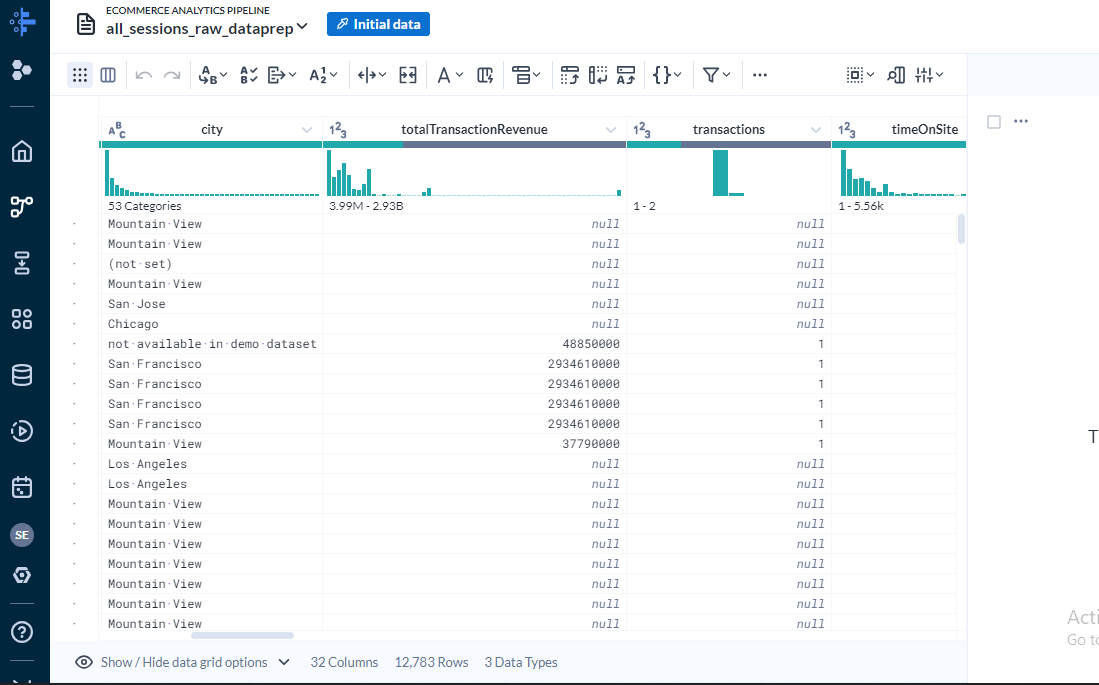 ECOMMERCE ANALYTICS PIPELINE
all_sessions_raw_dataprep
Initial data
city totalTransactionRevenue transactions timeOnSite
53 Categories 3.99M - 2.93B 1 - 2 1 - 5.56k
Mountain·View null null
Mountain·View null null
(not set) null null
Mountain·View null null
San·Jose null null
Chicago null null
not·available·in·demo·dataset 48850000 1
San·Francisco 2934610000 1
San·Francisco 2934610000 1
San·Francisco 2934610000 1
San·Francisco 2934610000 1
Mountain·View 37790000 1
Los·Angeles null null
Los·Angeles null null
Mountain·View null null
Mountain·View null null
Mountain·View null null
Mountain·View null null
Mountain·View null null
Mountain·View null null
Mountain·View null null
SE
T
Acti
Go to
Show / Hide data grid options 32 Columns 12,783 Rows 3 Data Types